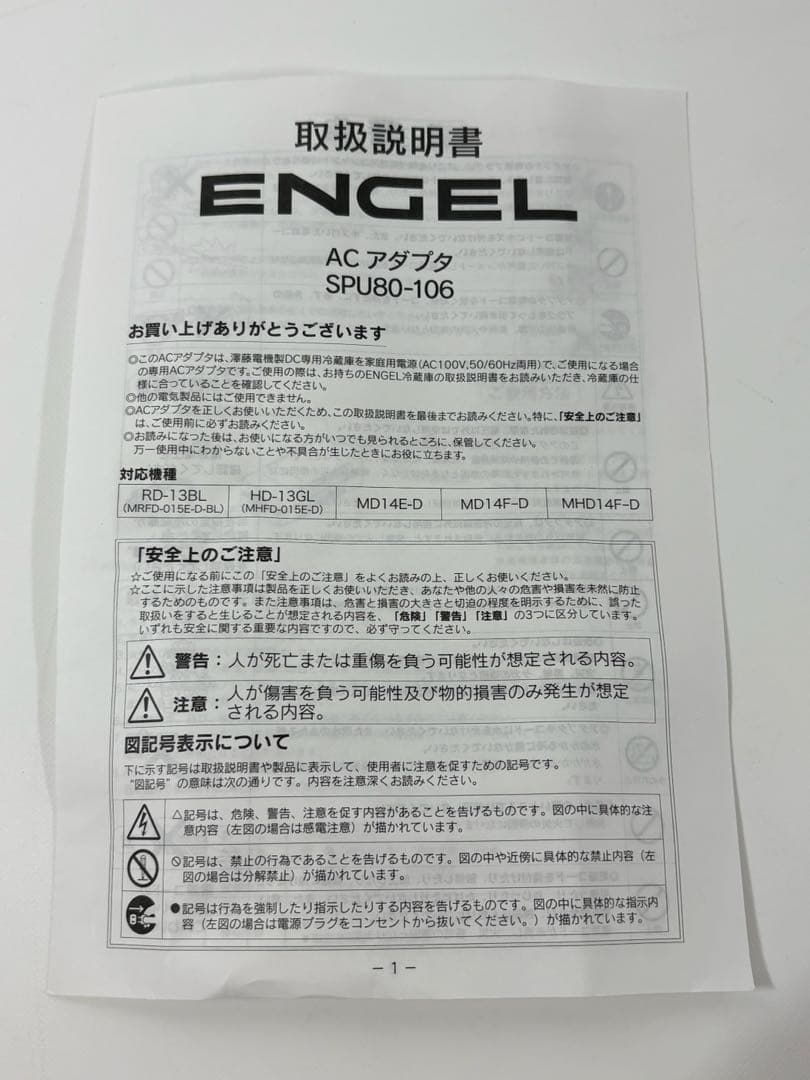 取扱説明書
ENGEL
AC アダプタ
SPU80-106
お買い上げありがとうございます
◎このACアダプタは、澤藤電機製DC専用冷蔵庫を家庭用電源(AC100V,50/60Hz両用)で、ご使用になる場合
の専用ACアダプタです。ご使用の際は、お持ちのENGEL冷蔵庫の取扱説明書をお読みいただき、冷蔵庫の仕
様に合っていることを確認してください。
◎他の電気製品にはご使用できません。
◎ACアダプタを正しくお使いいただくため、この取扱説明書を最後までお読みください。特に、「安全上のご注意」
は、ご使用前に必ずお読みください。
◎お読みになった後は、お使いになる方がいつでも見られるところに、保管してください。
万一使用中にわからないことや不具合が生じたときにお役に立ちます。
対応機種
RD-13BL HD-13GL MD14E-D MD14F-D MHD14F-D
(MRFD-015E-D-BL) (MHFD-015E-D)
「安全上のご注意」
☆ご使用になる前にこの「安全上のご注意」をよくお読みの上、正しくお使いください。
☆ここに示した注意事項は製品を正しくお使いいただき、あなたや他の人々の危害や損害を未然に防止
するためのものです。また注意事項は、危害と損害の大きさと切迫の程度を明示するために、誤った
取扱いをすると生じることが想定される内容を、「危険」「警告」「注意」の3つに区分しています。
いずれも安全に関する重要な内容ですので、必ず守ってください。
警告：人が死亡または重傷を負う可能性が想定される内容。
注意：人が傷害を負う可能性及び物的損害のみ発生が想定
される内容。
図記号表示について
下に示す記号は取扱説明書や製品に表示して、使用者に注意を促すための記号です。
“図記号” の意味は次の通りです。内容を注意深くお読みください。
△記号は、危険、警告、注意を促す内容があることを告げるものです。図の中に具体的な注
意内容（左図の場合は感電注意）が描かれています。
🚫記号は、禁止の行為であることを告げるものです。図の中や近傍に具体的な禁止内容（左
図の場合は分解禁止）が描かれています。
●記号は行為を強制したり指示したりする内容を告げるものです。図の中に具体的な指示内
容（左図の場合は電源プラグをコンセントから抜いてください。）が描かれています。
－1－